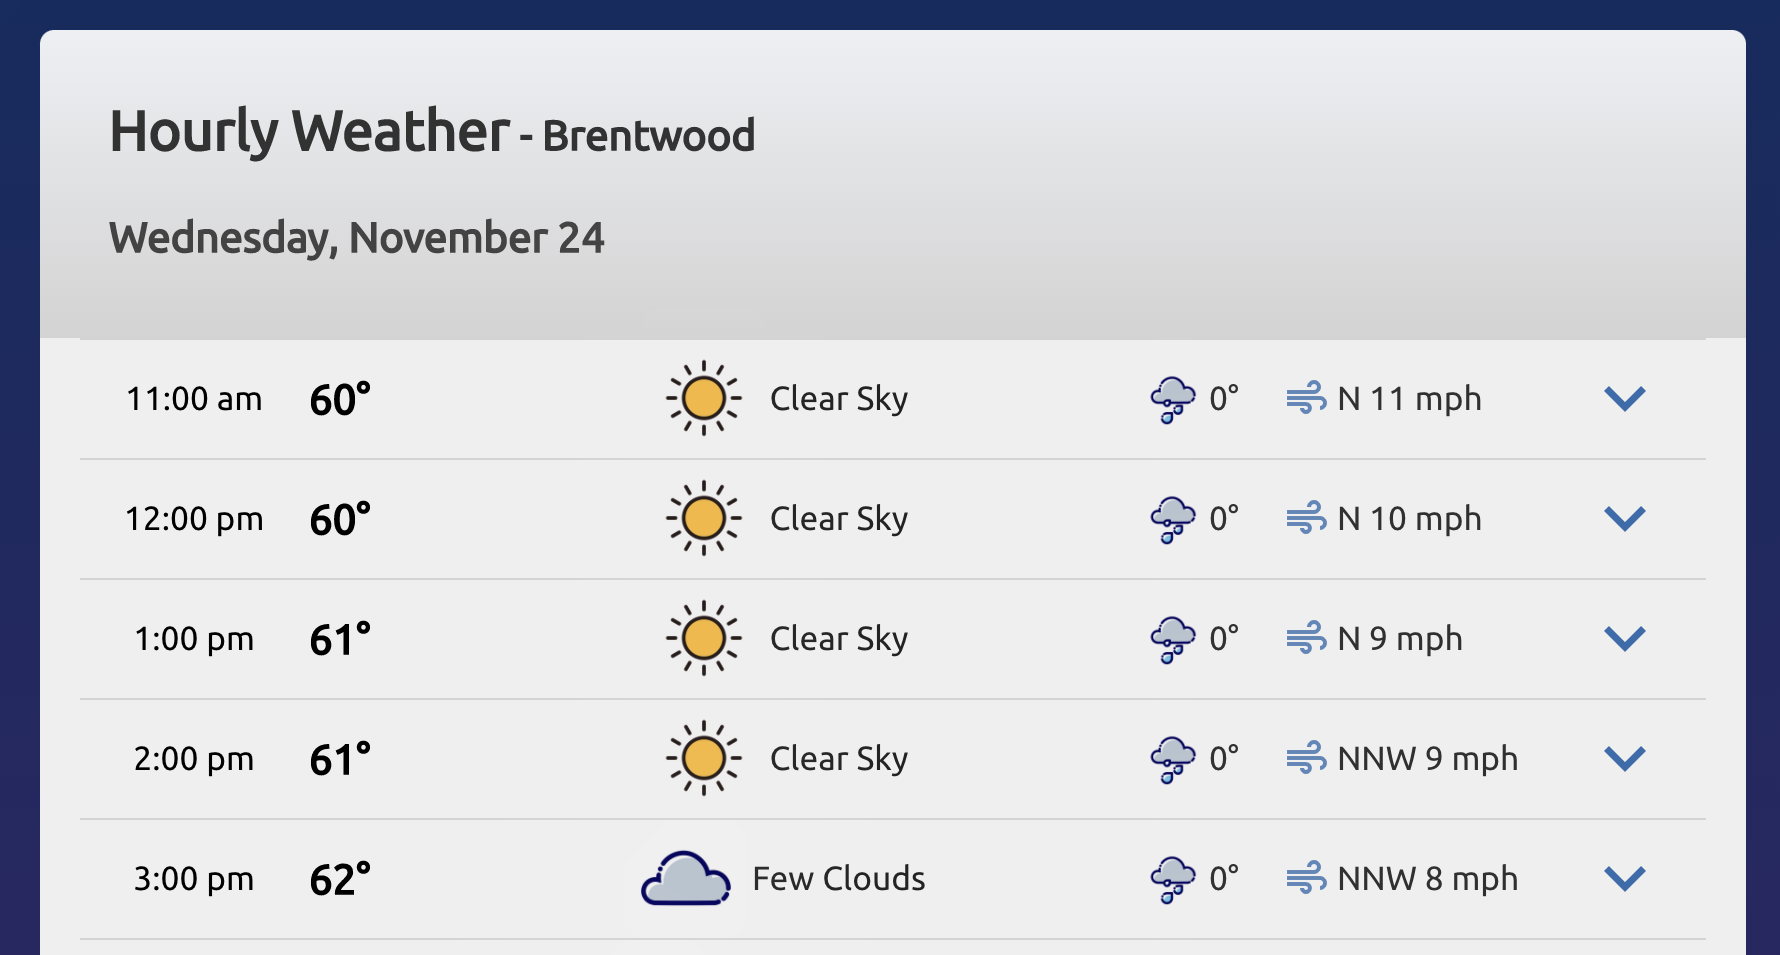 Hourly Weather - Brentwood
Wednesday, November 24
11:00 am 60° Clear Sky 0° N 11 mph
12:00 pm 60° Clear Sky 0° N 10 mph
1:00 pm 61° Clear Sky 0° N 9 mph
2:00 pm 61° Clear Sky 0° NNW 9 mph
3:00 pm 62° Few Clouds 0° NNW 8 mph